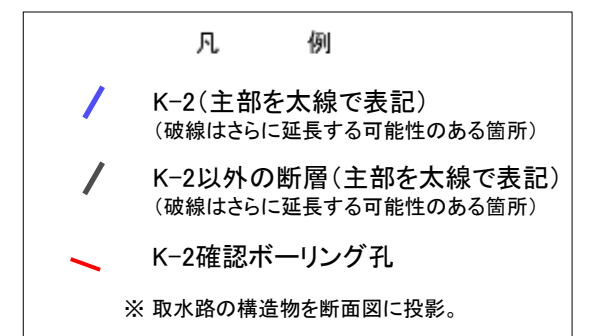 凡 例
K-2(主部を太線で表記)
(破線はさらに延長する可能性のある箇所)
K-2以外の断層(主部を太線で表記)
(破線はさらに延長する可能性のある箇所)
K-2確認ボーリング孔
※ 取水路の構造物を断面図に投影。